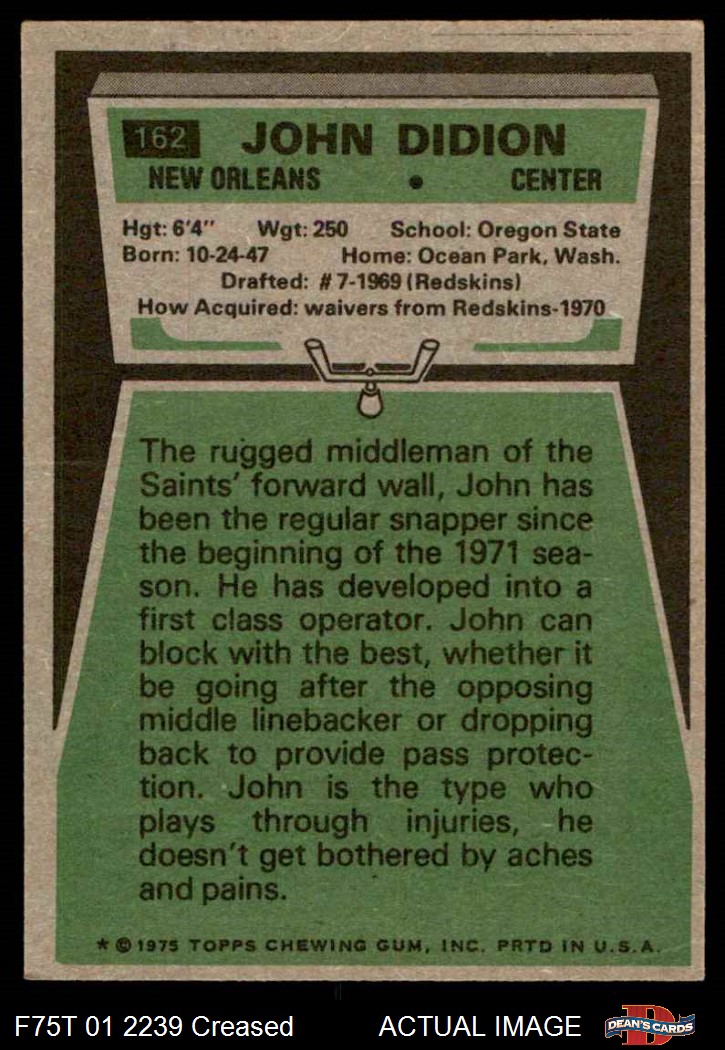 162 JOHN DIDION
NEW ORLEANS • CENTER
Hgt: 6'4" Wgt: 250 School: Oregon State
Born: 10-24-47 Home: Ocean Park, Wash.
Drafted: #7-1969 (Redskins)
How Acquired: waivers from Redskins-1970
The rugged middleman of the
Saints' forward wall, John has
been the regular snapper since
the beginning of the 1971 sea-
son. He has developed into a
first class operator. John can
block with the best, whether it
be going after the opposing
middle linebacker or dropping
back to provide pass protec-
tion. John is the type who
plays through injuries, he
doesn't get bothered by aches
and pains.
* © 1975 TOPPS CHEWING GUM, INC. PRTD IN U.S.A.
F75T 01 2239 Creased ACTUAL IMAGE D DEAN'S CARDS